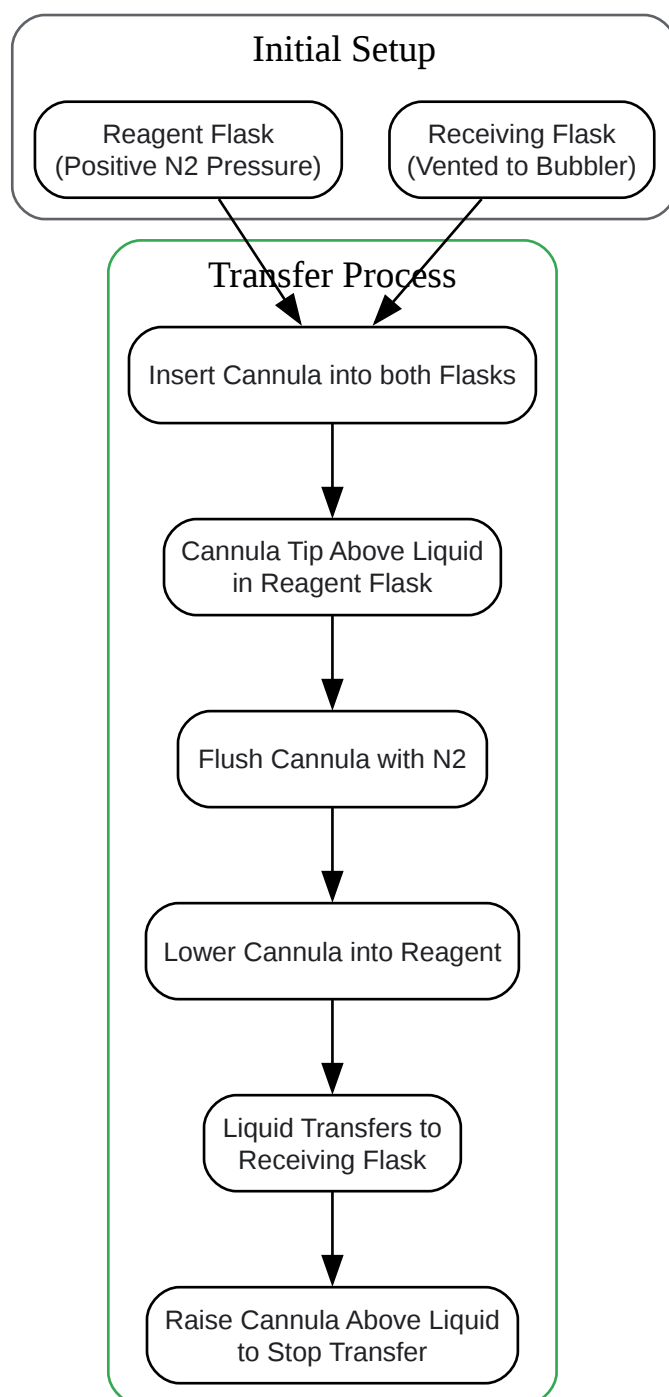 Initial Setup
Reagent Flask
(Positive N2 Pressure)
Receiving Flask
(Vented to Bubbler)
Transfer Process
Insert Cannula into both Flasks
Cannula Tip Above Liquid
in Reagent Flask
Flush Cannula with N2
Lower Cannula into Reagent
Liquid Transfers to
Receiving Flask
Raise Cannula Above Liquid
to Stop Transfer